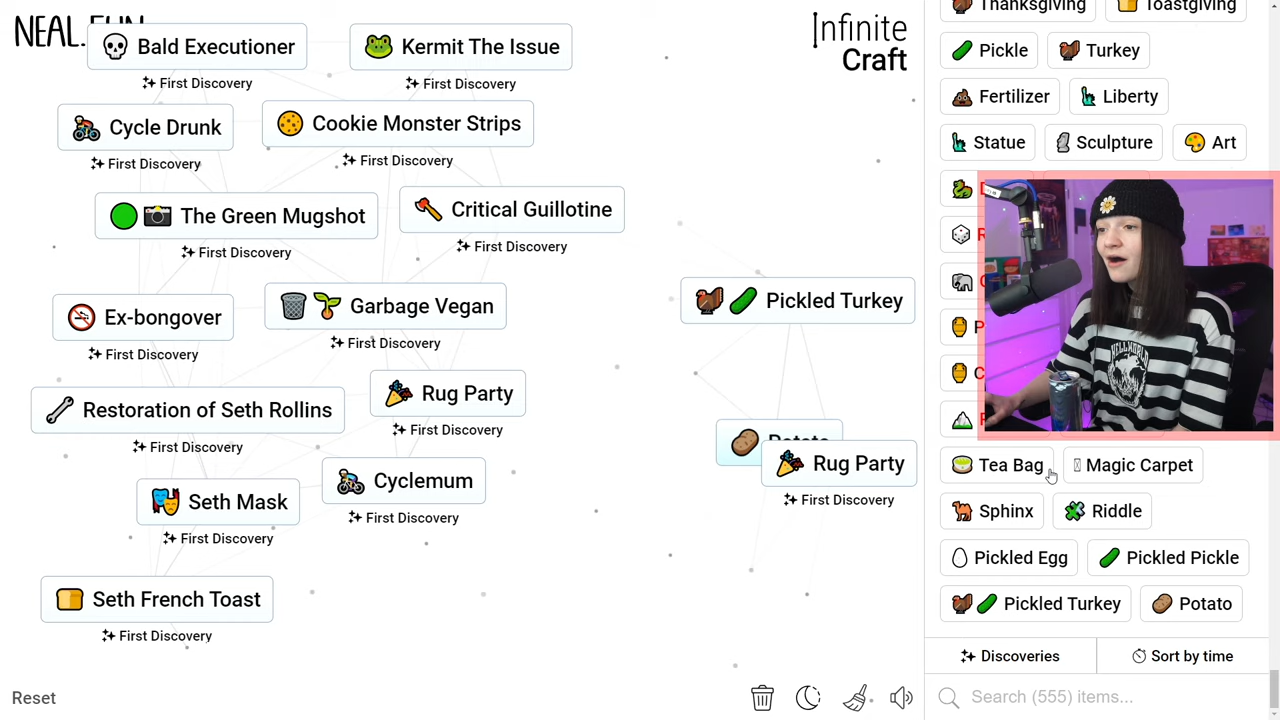 NEAL.FUN
Infinite
Craft
Bald Executioner
First Discovery
Kermit The Issue
First Discovery
Cycle Drunk
First Discovery
Cookie Monster Strips
First Discovery
The Green Mugshot
First Discovery
Critical Guillotine
First Discovery
Ex-bongover
First Discovery
Garbage Vegan
First Discovery
Restoration of Seth Rollins
First Discovery
Rug Party
First Discovery
Seth Mask
First Discovery
Cyclemum
First Discovery
Seth French Toast
First Discovery
Pickled Turkey
Potato
Rug Party
First Discovery
Thanksgiving Toastgiving
Pickle Turkey
Fertilizer Liberty
Statue Sculpture Art
HELLWORLD
Tea Bag Magic Carpet
Sphinx Riddle
Pickled Egg Pickled Pickle
Pickled Turkey Potato
Discoveries Sort by time
Search (555) items...
Reset